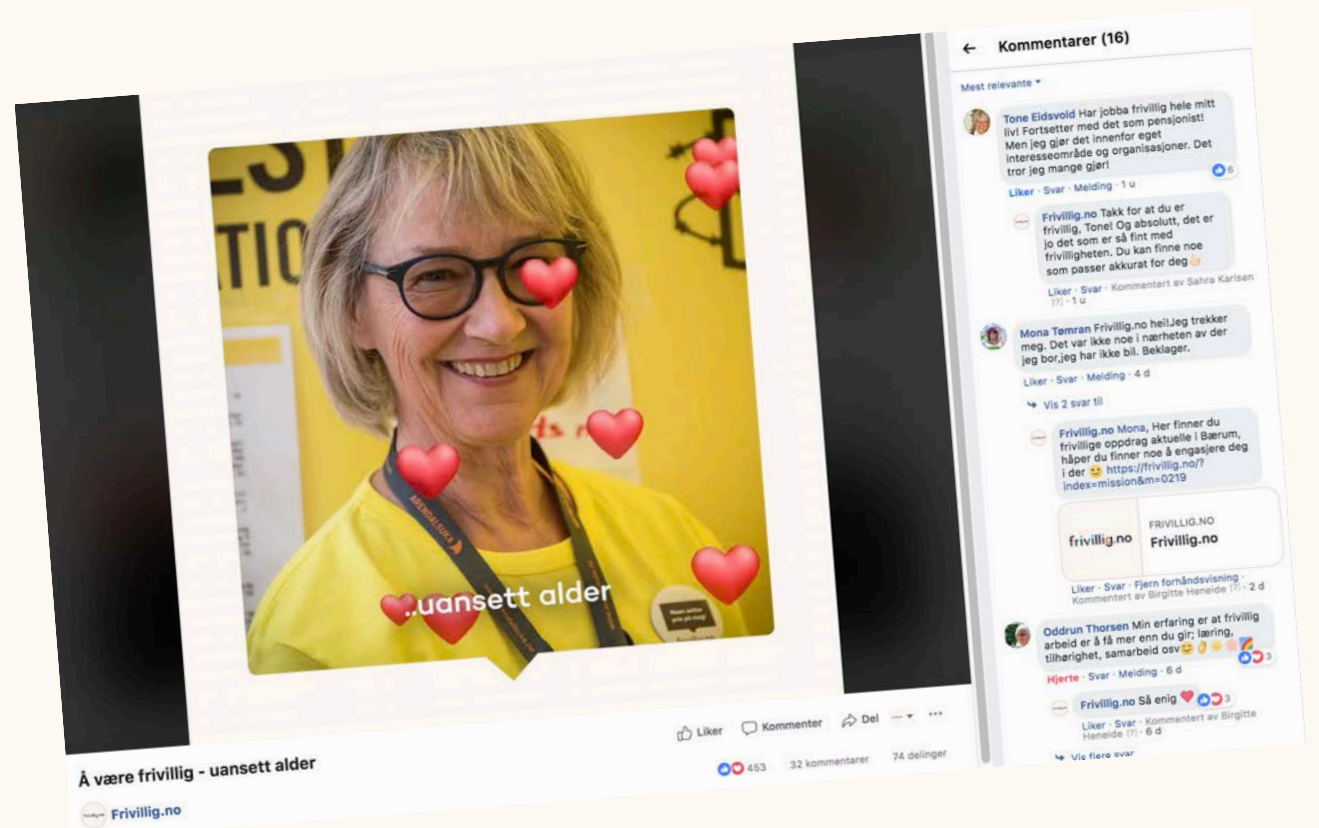 EST
TIO
ds
ARENDALSUKA
..uansett alder
Liker
Kommenter
Del
Å være frivillig - uansett alder
453
32 kommentarer
74 delinger
Frivillig.no
Kommentarer (16)
Mest relevante
Tone Eidsvold Har jobba frivillig hele mitt
liv! Fortsetter med det som pensjonist!
Men jeg gjør det innenfor eget
interesseområde og organisasjoner. Det
tror jeg mange gjør!
6
Liker · Svar · Melding · 1 u
Frivillig.no Takk for at du er
frivillig, Tone! Og absolutt, det er
jo det som er så fint med
frivilligheten. Du kan finne noe
som passer akkurat for deg👍🏻
Liker · Svar · Kommentert av Sahra Karlsen
[?] · 1 u
Mona Tømran Frivillig.no hei!Jeg trekker
meg. Det var ikke noe i nærheten av der
jeg bor,jeg har ikke bil. Beklager.
Liker · Svar · Melding · 4 d
Vis 2 svar til
Frivillig.no Mona, Her finner du
frivillige oppdrag aktuelle i Bærum,
håper du finner noe å engasjere deg
i der 😀 https://frivillig.no/?
index=mission&m=0219
frivillig.no
FRIVILLIG.NO
Frivillig.no
Liker · Svar · Fjern forhåndsvisning ·
Kommentert av Birgitte Heneide [?] · 2 d
Oddrun Thorsen Min erfaring er at frivillig
arbeid er å få mer enn du gir; læring,
tilhørighet, samarbeid osv😊👌☀️🌸🌈
3
Hjerte · Svar · Melding · 6 d
Frivillig.no Så enig ❤️
3
Liker · Svar · Kommentert av Birgitte
Heneide [?] · 6 d
Vis flere svar